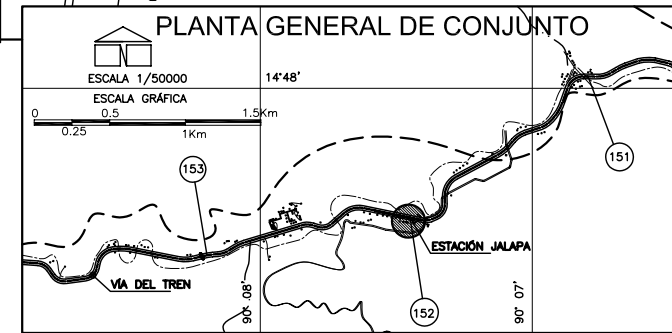 PLANTA GENERAL DE CONJUNTO
ESCALA 1/50000
14°48'
ESCALA GRÁFICA
0 0.5 1.5Km
0.25 1Km
151
153
ESTACIÓN JALAPA
VÍA DEL TREN
90° 08'
152
90° 07'